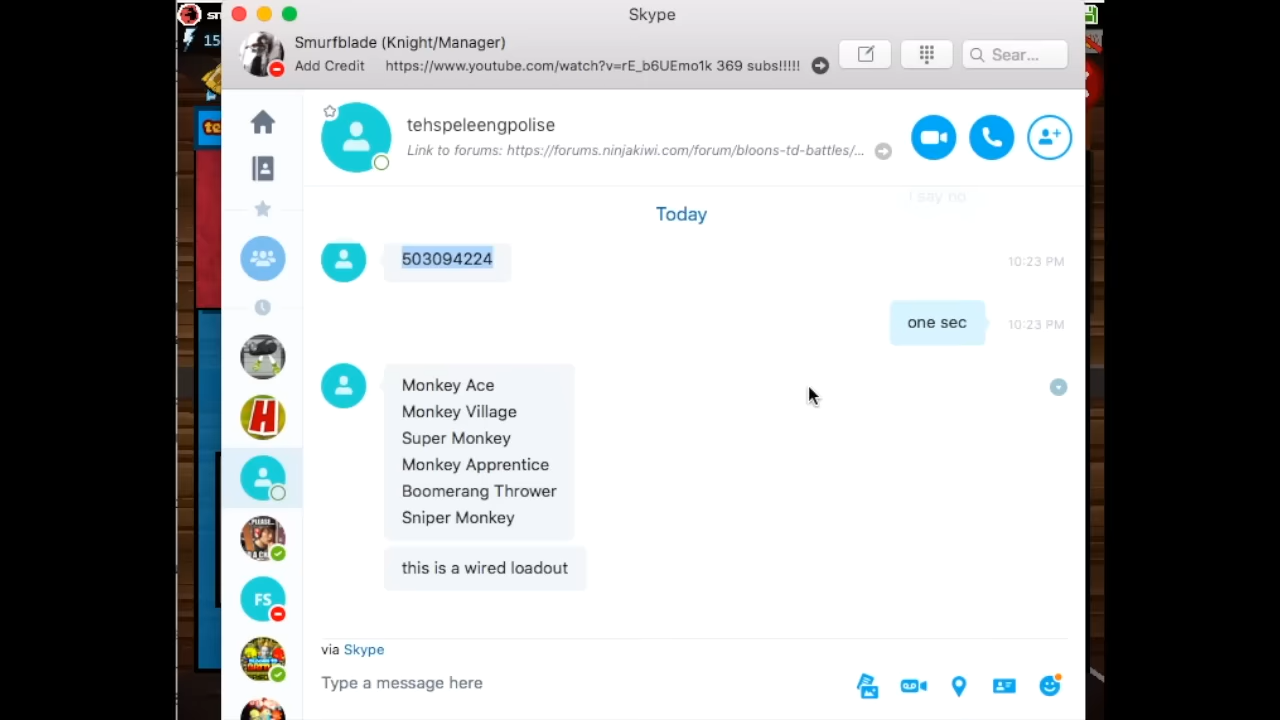 Skype
15
Smurfblade (Knight/Manager)
Add Credit https://www.youtube.com/watch?v=rE_b6UEmo1k 369 subs!!!!!
Sear...
tehspeleengpolise
Link to forums: https://forums.ninjakiwi.com/forum/bloons-td-battles/...
I say no
Today
503094224
10:23 PM
one sec
10:23 PM
H
Monkey Ace
Monkey Village
Super Monkey
Monkey Apprentice
Boomerang Thrower
Sniper Monkey
this is a wired loadout
FS
via Skype
Type a message here